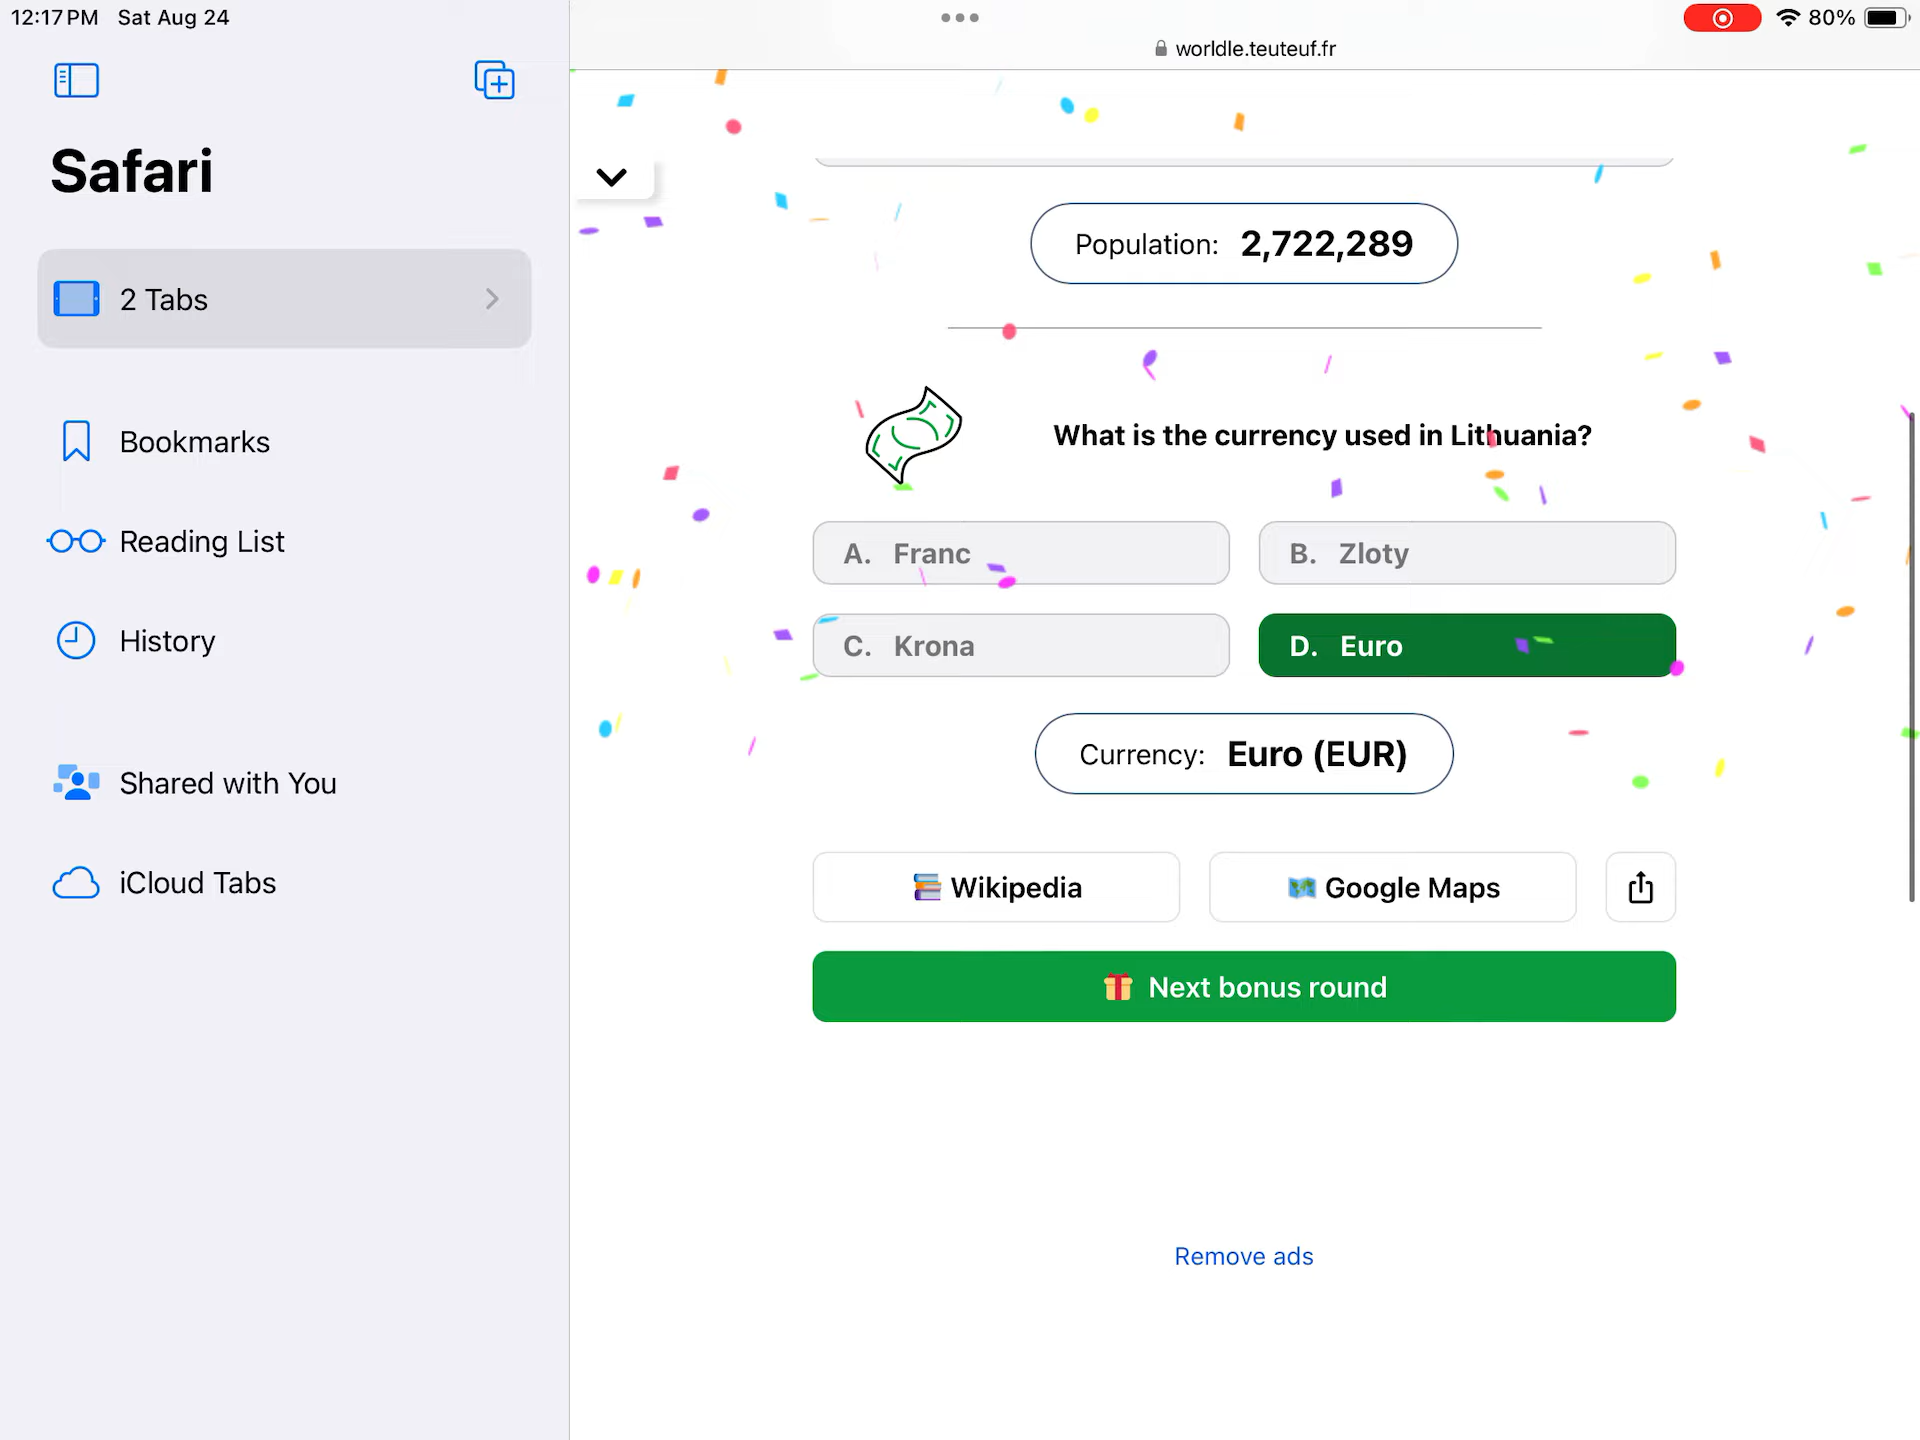 12:17 PM Sat Aug 24
80%
worldle.teuteuf.fr
Safari
2 Tabs
Bookmarks
Reading List
History
Shared with You
iCloud Tabs
Population: 2,722,289
What is the currency used in Lithuania?
A. Franc
B. Zloty
C. Krona
D. Euro
Currency: Euro (EUR)
Wikipedia
Google Maps
Next bonus round
Remove ads